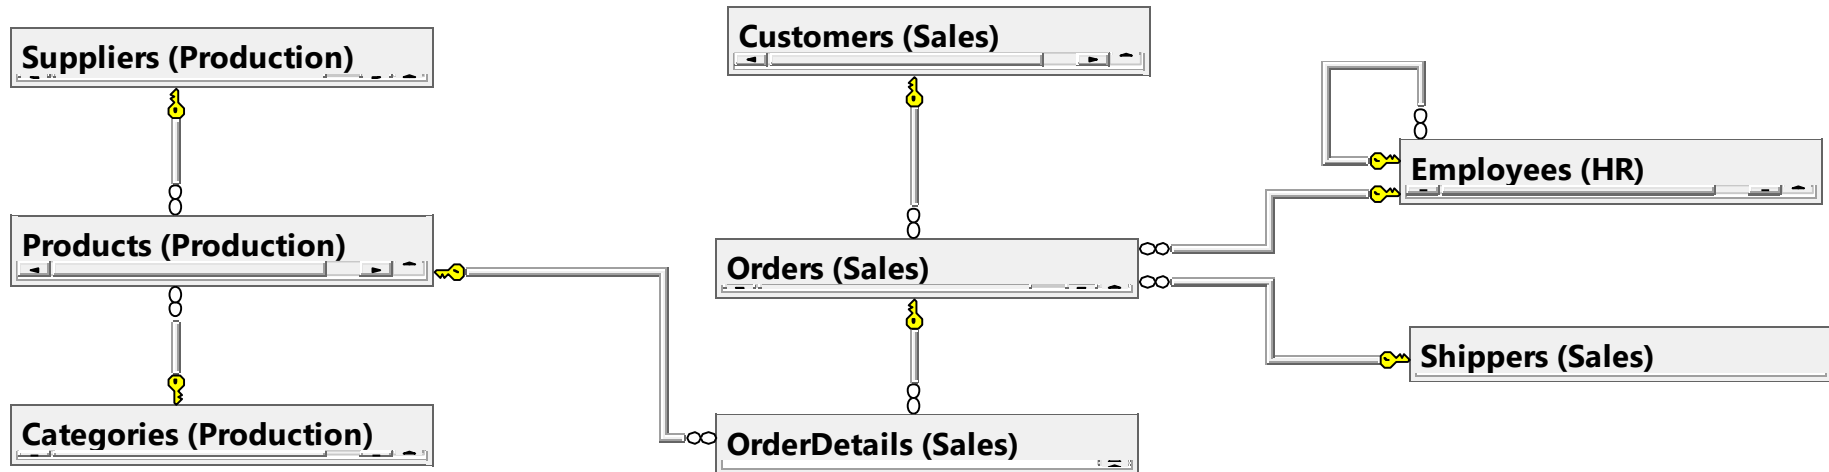 Suppliers (Production)
Customers (Sales)
Employees (HR)
Products (Production)
Orders (Sales)
Shippers (Sales)
Categories (Production)
OrderDetails (Sales)